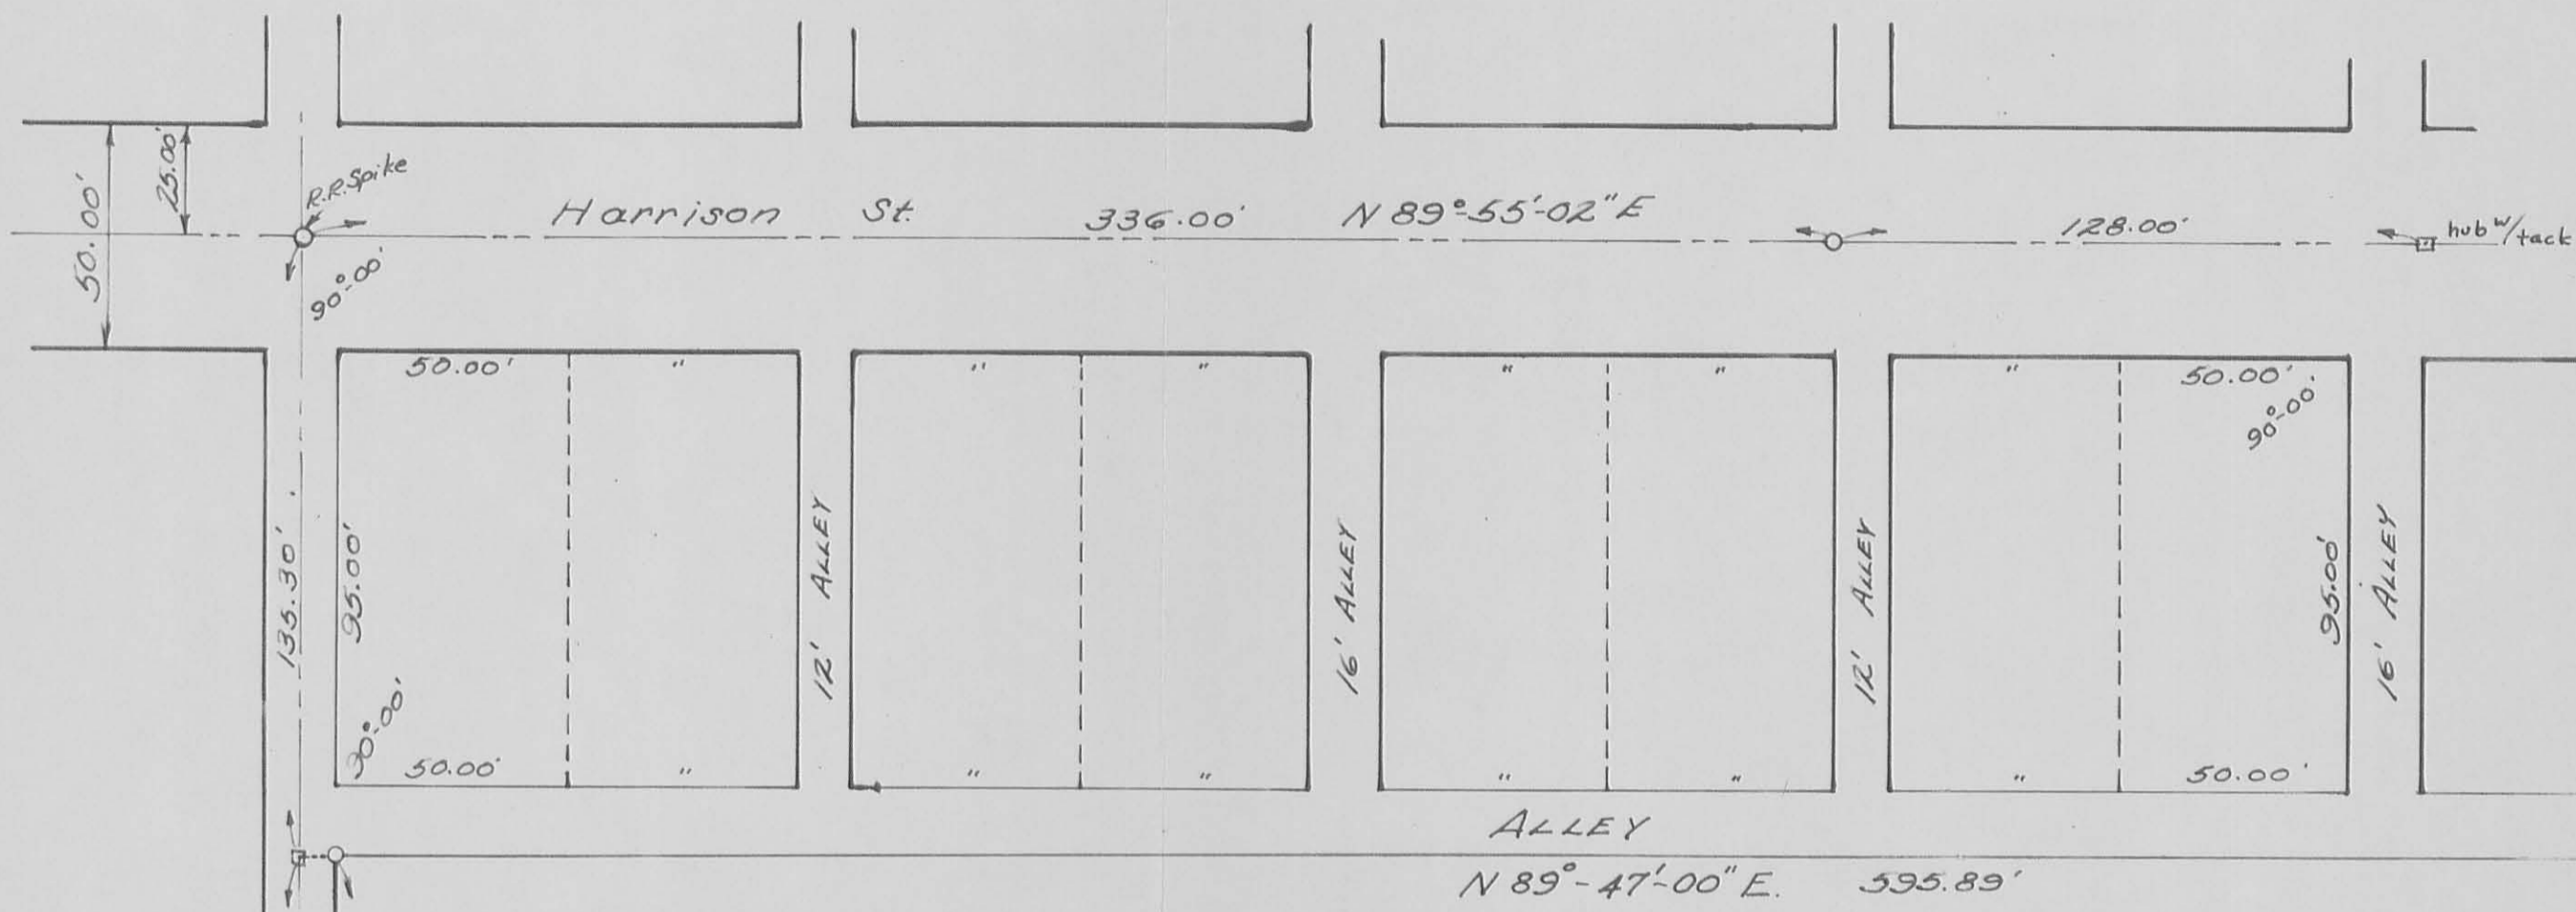 50.00'
25.00'
R.R. Spike
90°-00'
Harrison St. 336.00' N 89°-55'-02" E
128.00'
hub w/tack
50.00' " " " " " " 50.00'
90°-00'
135.30'
95.00'
12' ALLEY
16' ALLEY
12' ALLEY
95.00'
16' ALLEY
90°-00'
50.00' " " " " " " 50.00'
ALLEY
N 89°-47'-00" E. 595.89'